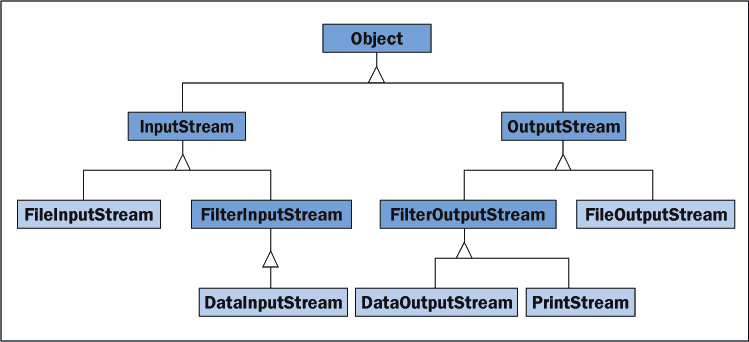 Object
InputStream
OutputStream
FileInputStream
FilterInputStream
FilterOutputStream
FileOutputStream
DataInputStream
DataOutputStream
PrintStream